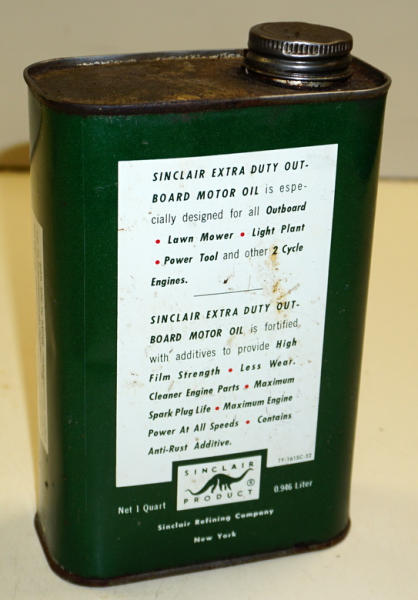 SINCLAIR EXTRA DUTY OUT-
BOARD MOTOR OIL is espe-
cially designed for all Outboard
• Lawn Mower • Light Plant
• Power Tool and other 2 Cycle
Engines.
SINCLAIR EXTRA DUTY OUT-
BOARD MOTOR OIL is fortified
with additives to provide High
Film Strength • Less Wear.
Cleaner Engine Parts • Maximum
Spark Plug Life • Maximum Engine
Power At All Speeds • Contains
Anti-Rust Additive.
SINCLAIR
®
PRODUCT
Net 1 Quart
0.946 Liter
Sinclair Refining Company
New York